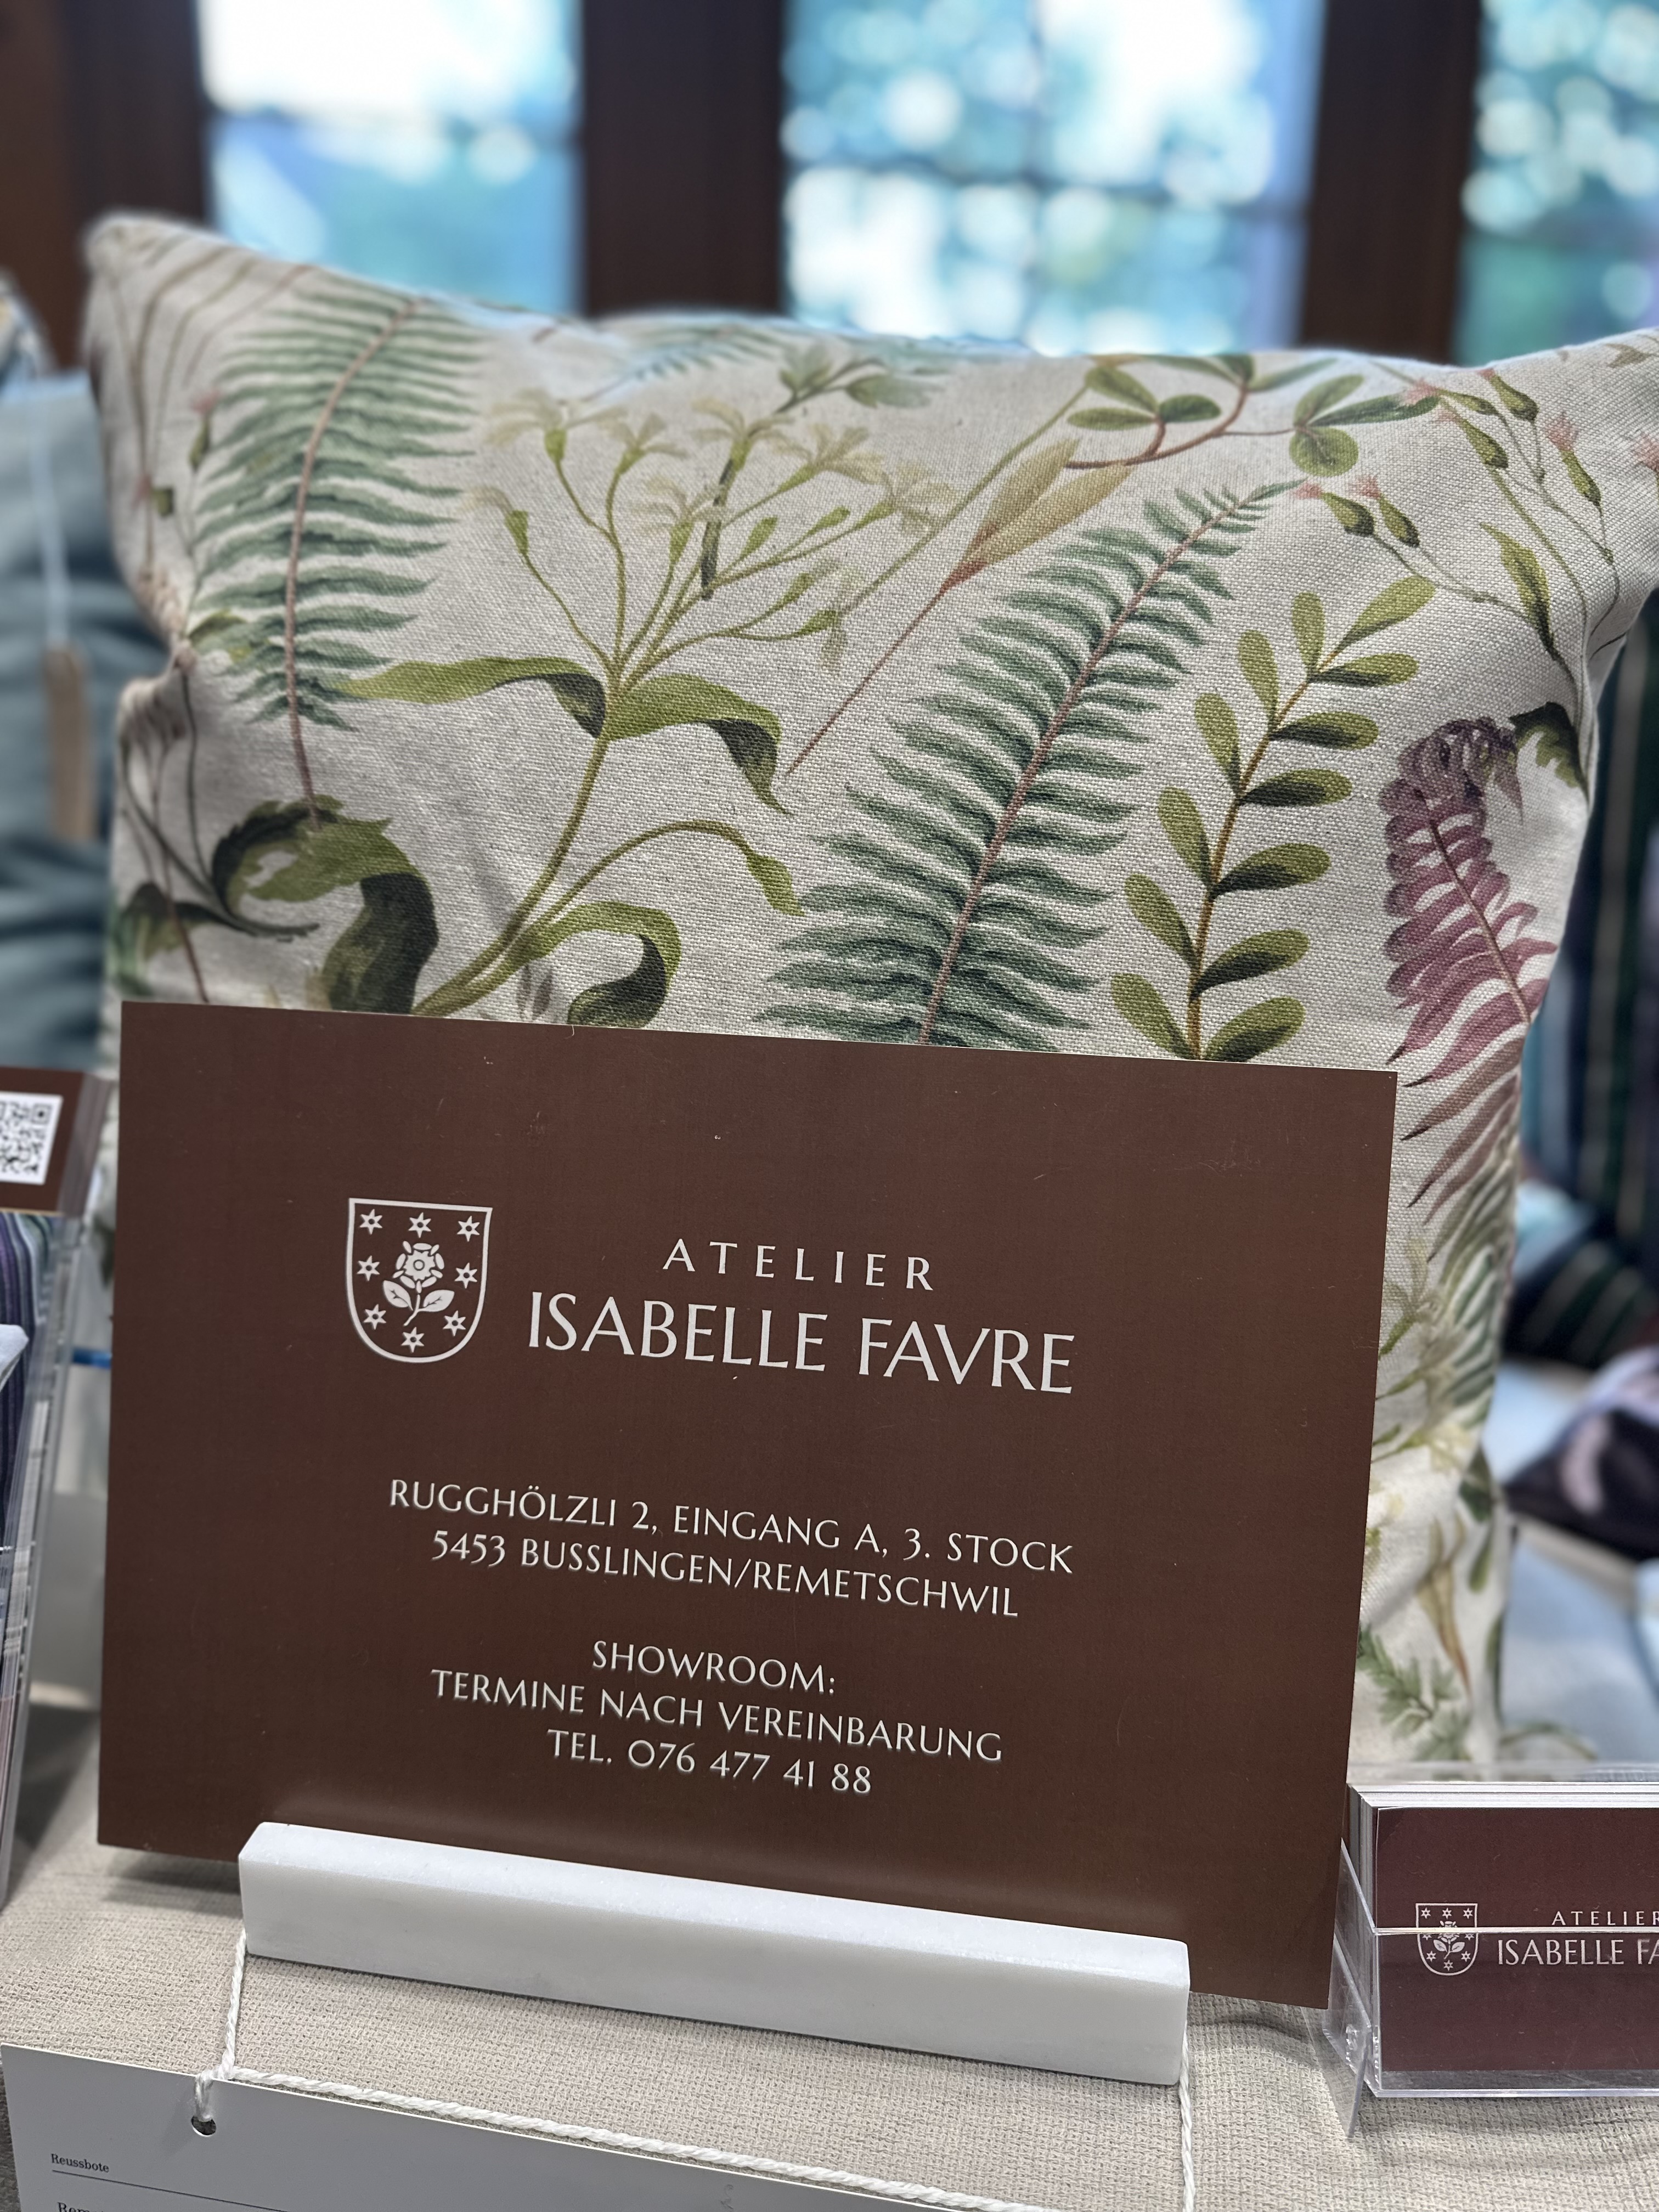 ATELIER
ISABELLE FAVRE
RUGGHÖLZLI 2, EINGANG A, 3. STOCK
5453 BUSSLINGEN/REMETSCHWIL
SHOWROOM:
TERMINE NACH VEREINBARUNG
TEL. 076 477 41 88
ATELIER
ISABELLE FA
Reussbote